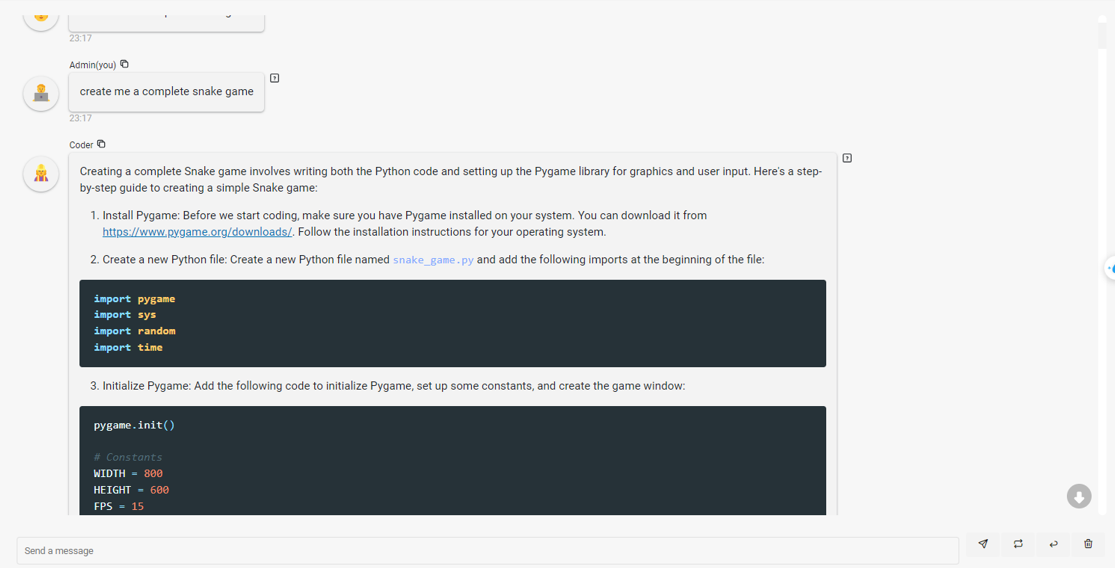 23:17
Admin(you)
create me a complete snake game
23:17
Coder
Creating a complete Snake game involves writing both the Python code and setting up the Pygame library for graphics and user input. Here's a step-
by-step guide to creating a simple Snake game:
1. Install Pygame: Before we start coding, make sure you have Pygame installed on your system. You can download it from
https://www.pygame.org/downloads/. Follow the installation instructions for your operating system.
2. Create a new Python file: Create a new Python file named snake_game.py and add the following imports at the beginning of the file:
import pygame
import sys
import random
import time
3. Initialize Pygame: Add the following code to initialize Pygame, set up some constants, and create the game window:
pygame.init()
# Constants
WIDTH = 800
HEIGHT = 600
FPS = 15
Send a message